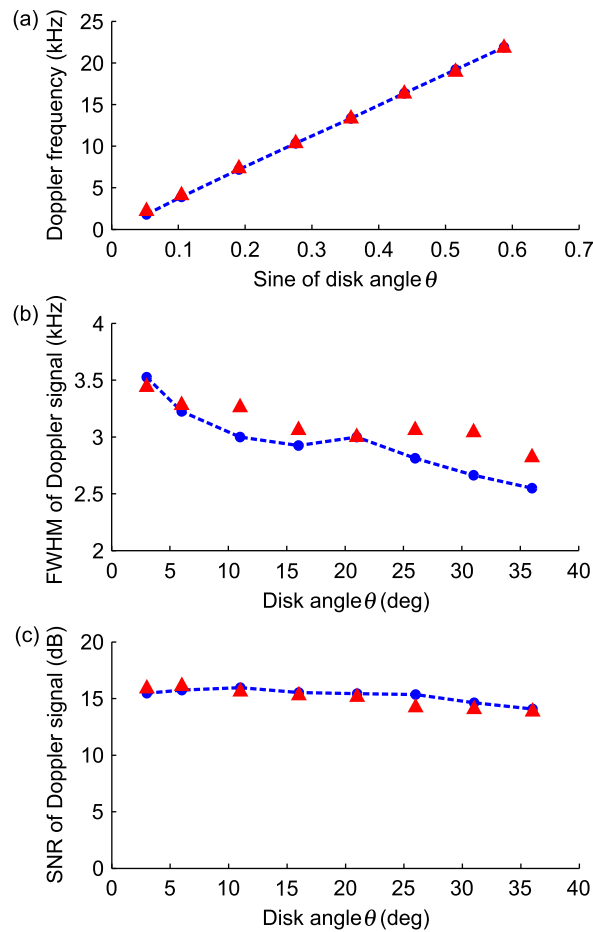 (a)
Doppler frequency (kHz)
25
20
15
10
5
0
0 0.1 0.2 0.3 0.4 0.5 0.6 0.7
Sine of disk angle θ
(b)
FWHM of Doppler signal (kHz)
4
3.5
3
2.5
2
0 5 10 15 20 25 30 35 40
Disk angle θ (deg)
(c)
SNR of Doppler signal (dB)
20
15
10
5
0
0 5 10 15 20 25 30 35 40
Disk angle θ (deg)